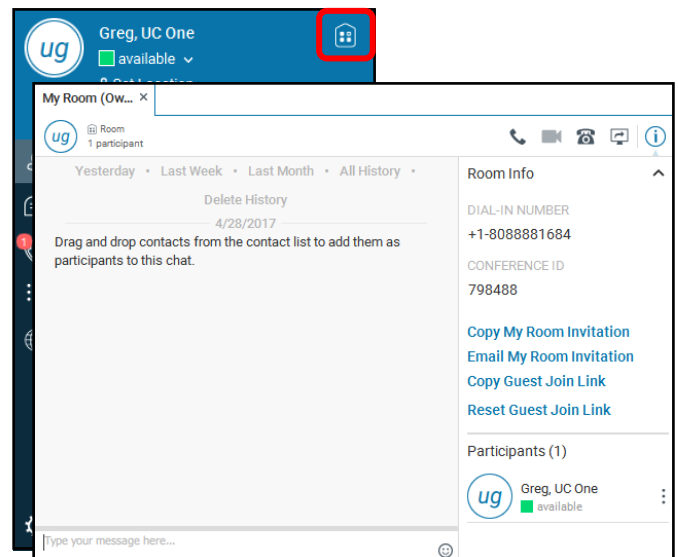 ug
Greg, UC One
available
My Room (Ow... ×
ug
Room
1 participant
Yesterday • Last Week • Last Month • All History •
Delete History
4/28/2017
Drag and drop contacts from the contact list to add them as
participants to this chat.
1
Type your message here...
Room Info
DIAL-IN NUMBER
+1-8088881684
CONFERENCE ID
798488
Copy My Room Invitation
Email My Room Invitation
Copy Guest Join Link
Reset Guest Join Link
Participants (1)
ug
Greg, UC One
available